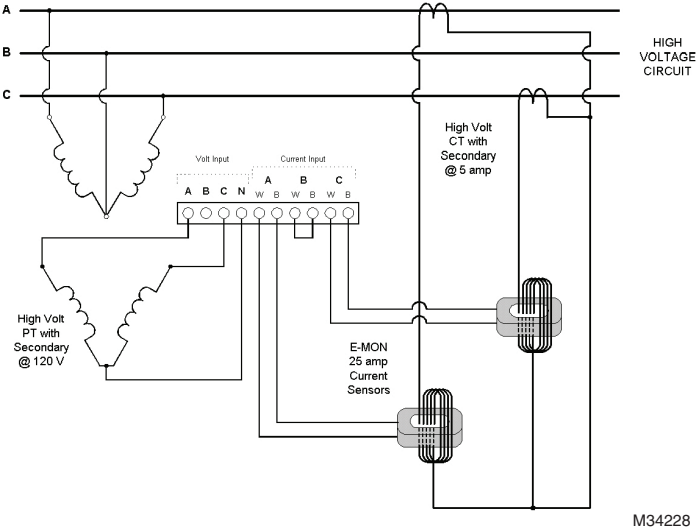 A
B
C
HIGH
VOLTAGE
CIRCUIT
High Volt
CT with
Secondary
@ 5 amp
Volt Input
Current Input
A B C
A B C N W B W B W B
High Volt
PT with
Secondary
@ 120 V
E-MON
25 amp
Current
Sensors
M34228